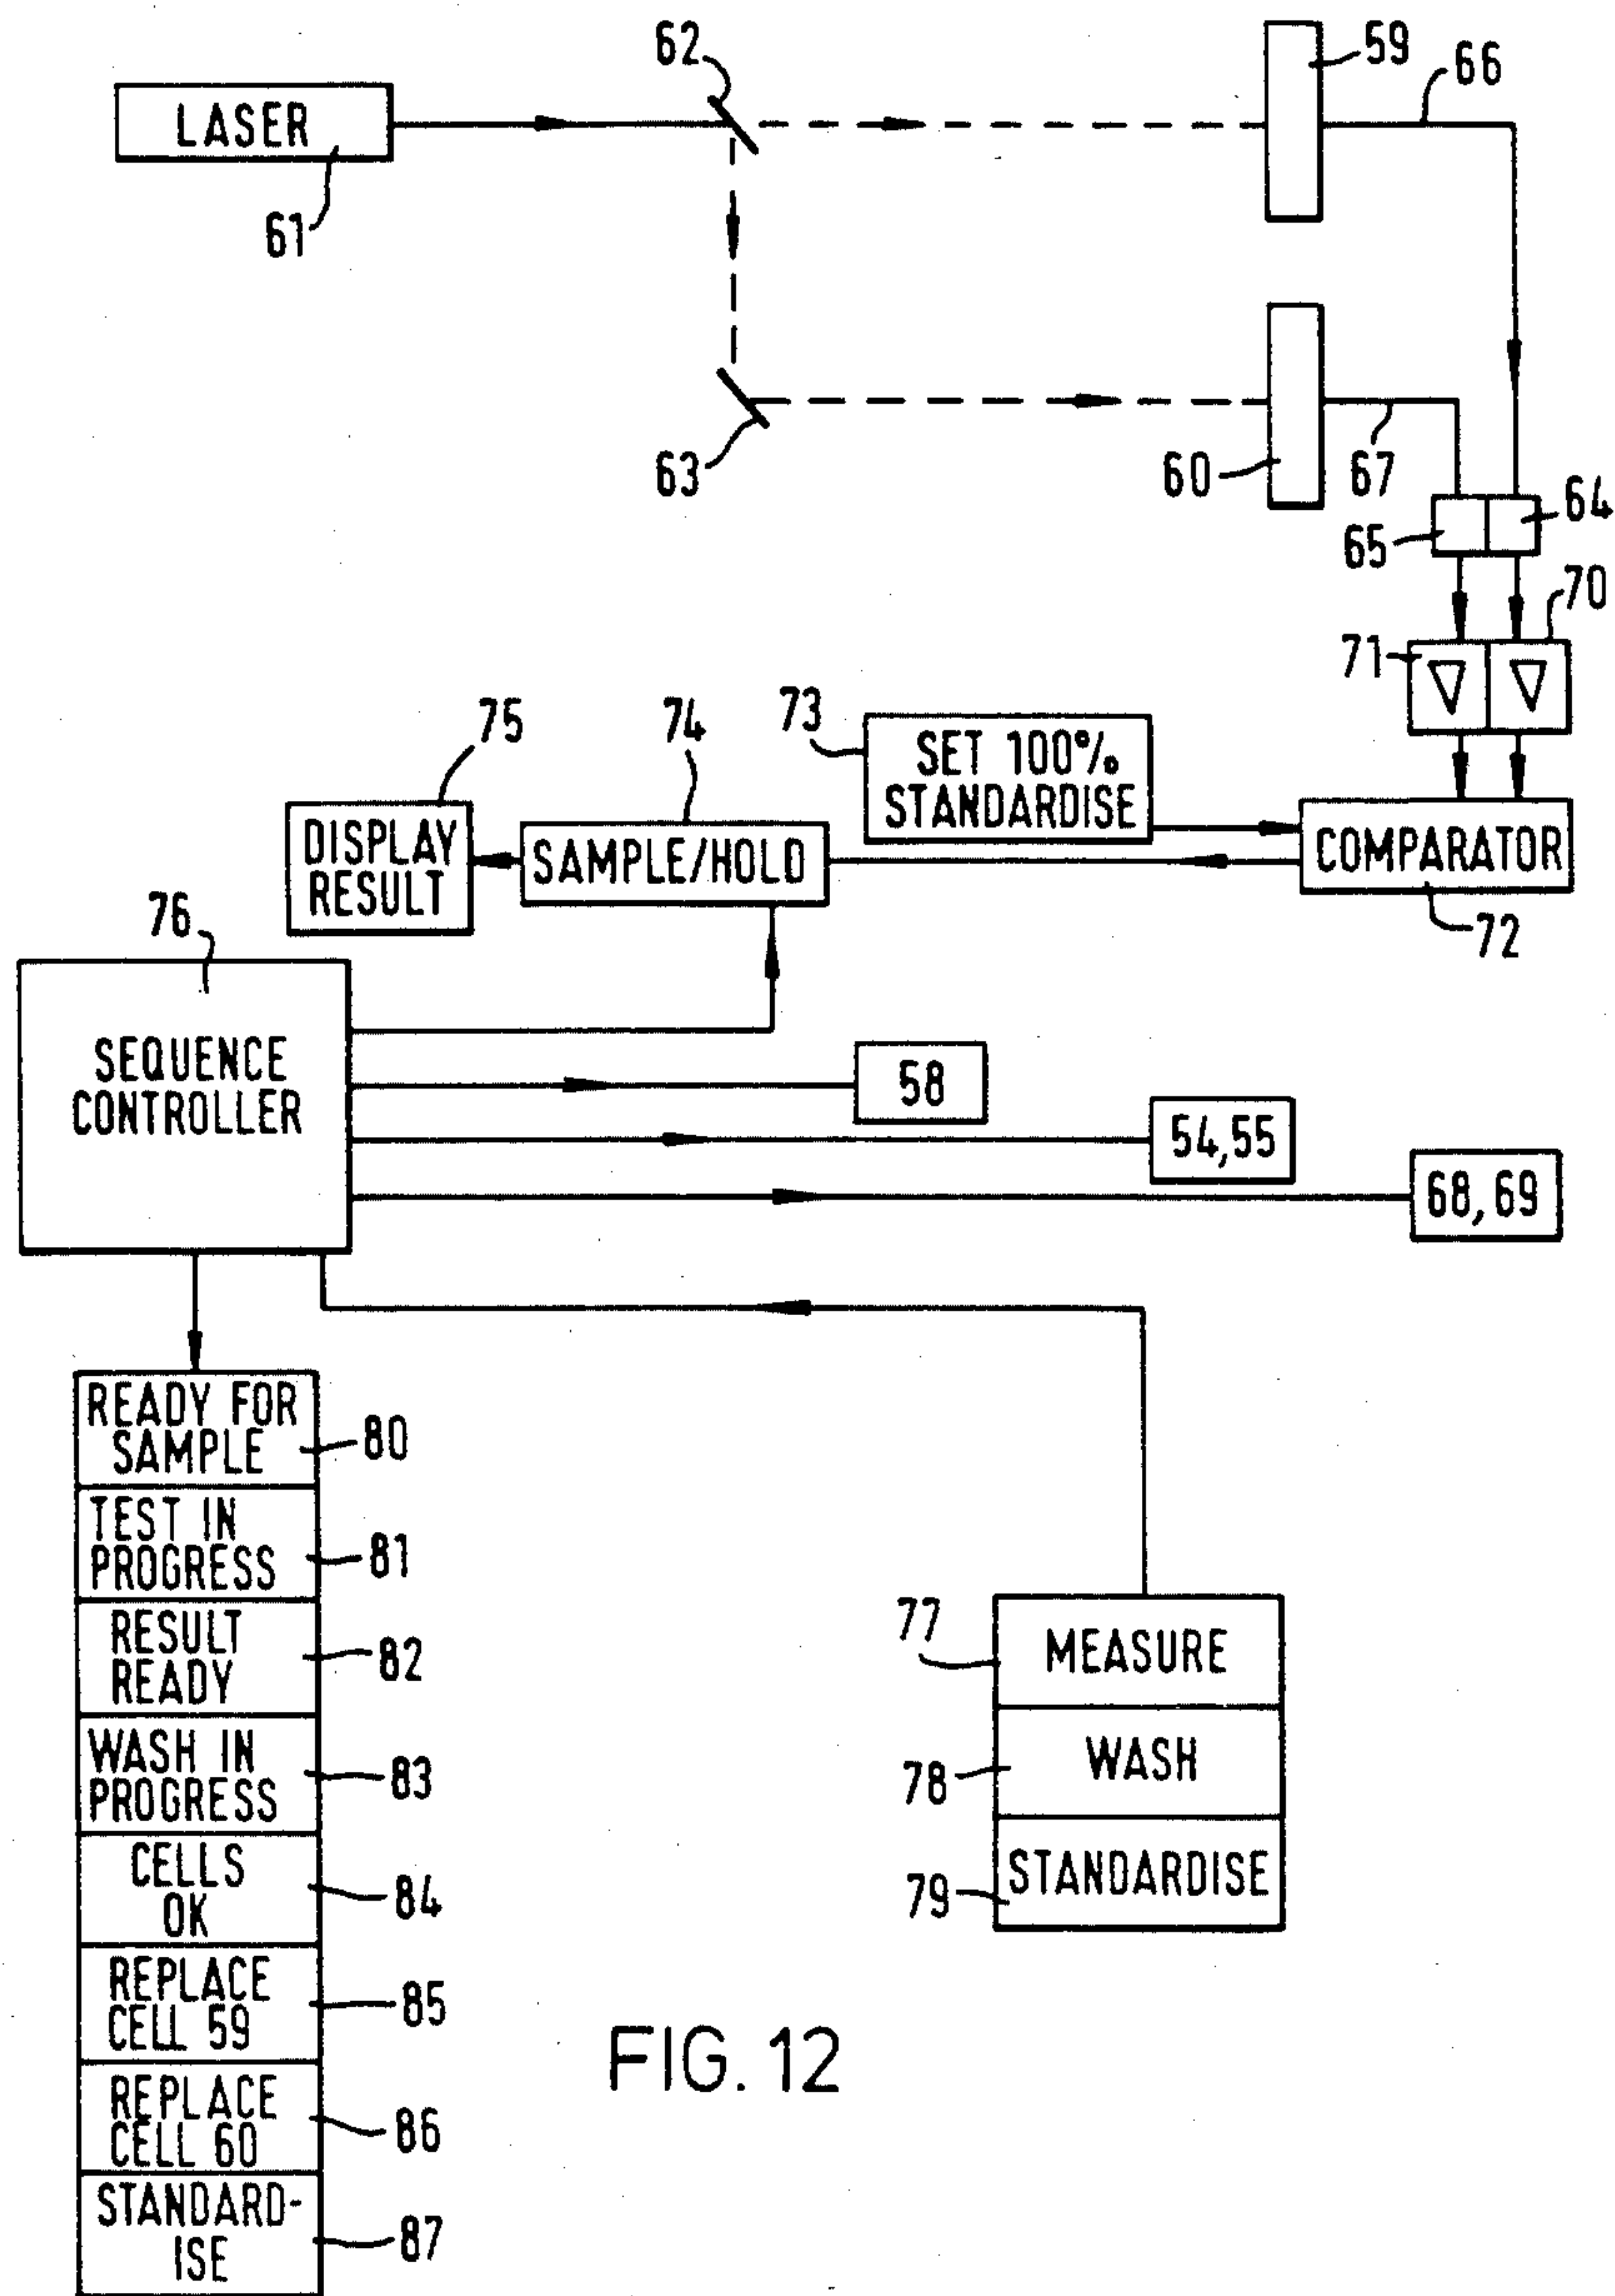 62
59
66
LASER
61
63
60
67
64
65
70
71
73
SET 100%
STANDARDISE
75
74
DISPLAY
RESULT
SAMPLE/HOLD
COMPARATOR
72
76
SEQUENCE
CONTROLLER
58
54,55
68,69
READY FOR
SAMPLE
80
TEST IN
PROGRESS
81
RESULT
READY
82
WASH IN
PROGRESS
83
CELLS
OK
84
REPLACE
CELL 59
85
REPLACE
CELL 60
86
STANDARD-
ISE
87
77
MEASURE
78
WASH
79
STANDARDISE
FIG. 12